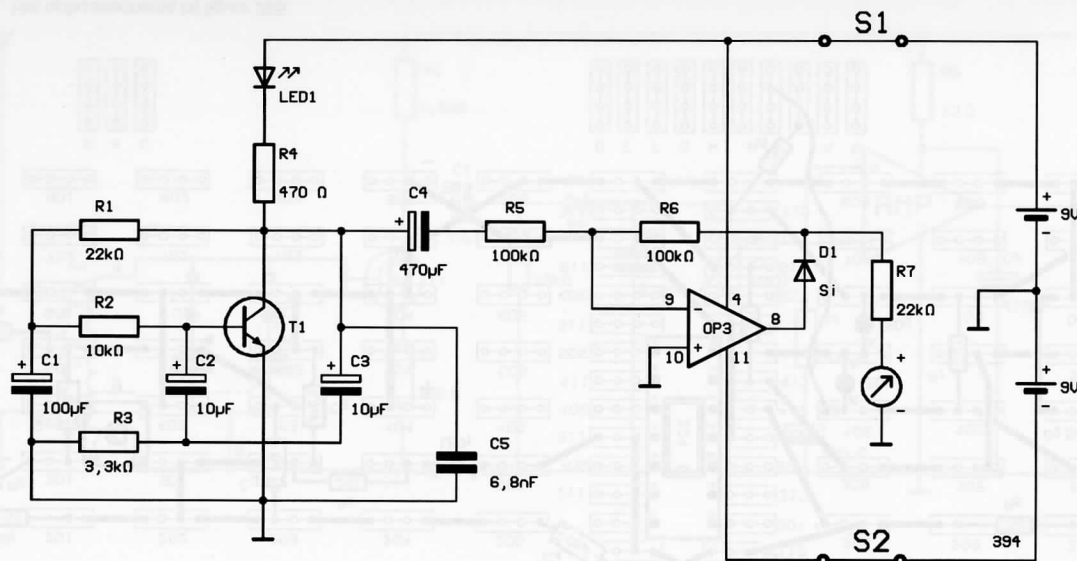 S1
LED1
R4
470 Ω
R1
22kΩ
C4
470µF
R5
100kΩ
R6
100kΩ
+
9V
-
D1
Si
R7
22kΩ
R2
10kΩ
T1
9
-
4
OP3
8
10
+
11
+
C1
100µF
+
C2
10µF
+
C3
10µF
+
-
+
9V
-
R3
3,3kΩ
C5
6,8nF
S2
394